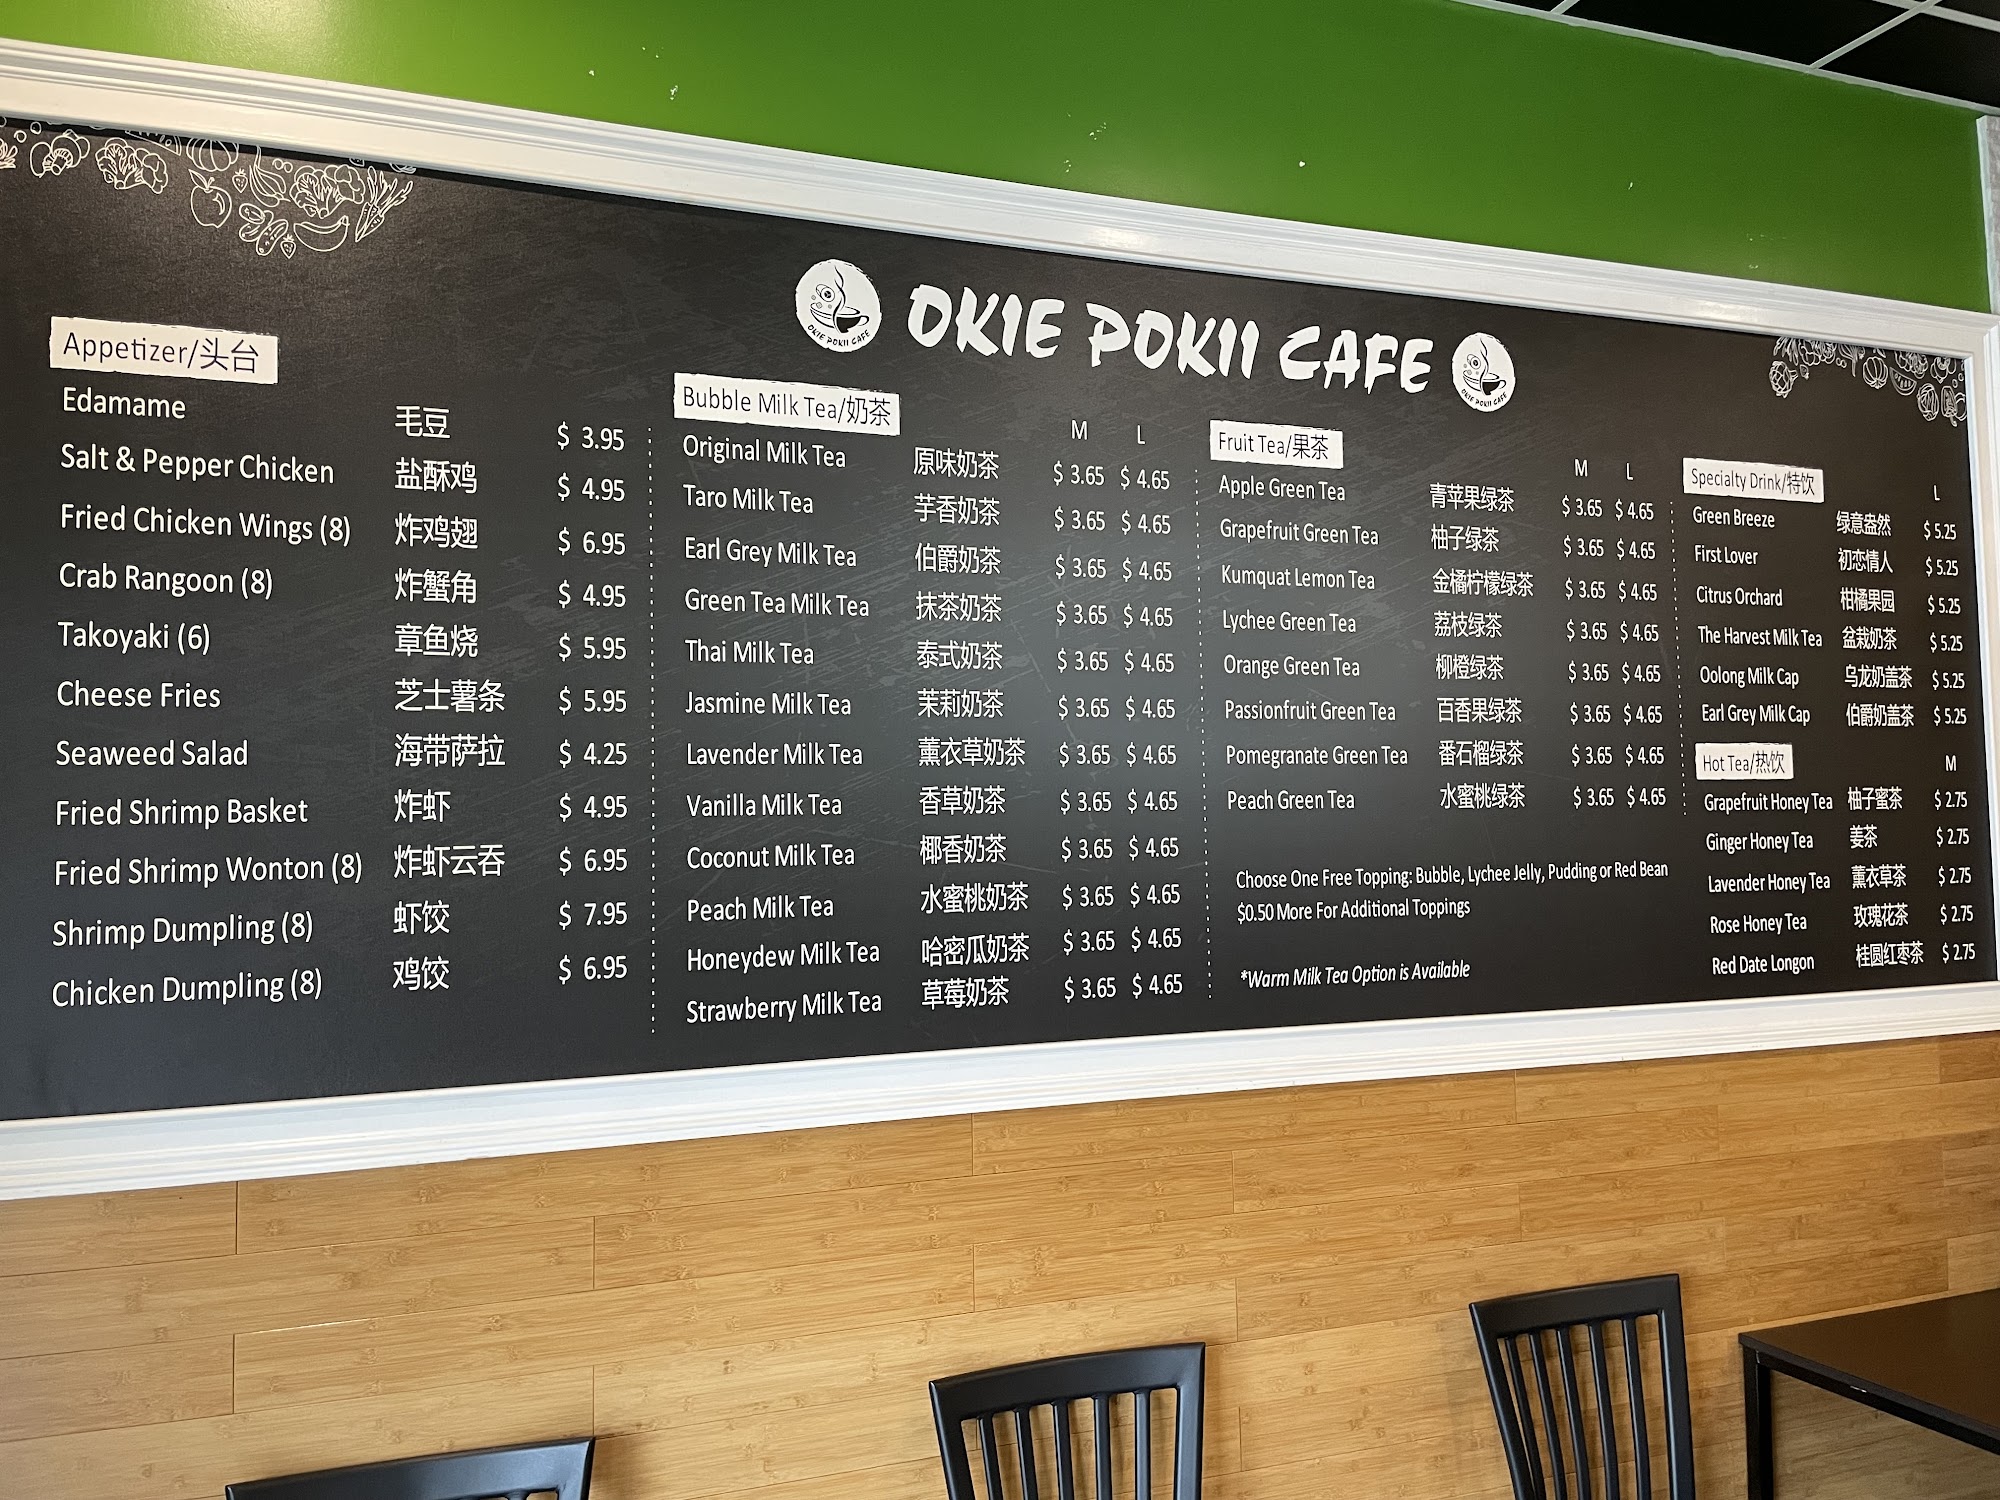 OKIE POKII CAFE
OKIE POKII CAFE
OKIE POKII CAFE
Appetizer/头台
Edamame 毛豆 $ 3.95
Salt & Pepper Chicken 盐酥鸡 $ 4.95
Fried Chicken Wings (8) 炸鸡翅 $ 6.95
Crab Rangoon (8) 炸蟹角 $ 4.95
Takoyaki (6) 章鱼烧 $ 5.95
Cheese Fries 芝士薯条 $ 5.95
Seaweed Salad 海带萨拉 $ 4.25
Fried Shrimp Basket 炸虾 $ 4.95
Fried Shrimp Wonton (8) 炸虾云吞 $ 6.95
Shrimp Dumpling (8) 虾饺 $ 7.95
Chicken Dumpling (8) 鸡饺 $ 6.95
Bubble Milk Tea/奶茶 M L
Original Milk Tea 原味奶茶 $ 3.65 $ 4.65
Taro Milk Tea 芋香奶茶 $ 3.65 $ 4.65
Earl Grey Milk Tea 伯爵奶茶 $ 3.65 $ 4.65
Green Tea Milk Tea 抹茶奶茶 $ 3.65 $ 4.65
Thai Milk Tea 泰式奶茶 $ 3.65 $ 4.65
Jasmine Milk Tea 茉莉奶茶 $ 3.65 $ 4.65
Lavender Milk Tea 薰衣草奶茶 $ 3.65 $ 4.65
Vanilla Milk Tea 香草奶茶 $ 3.65 $ 4.65
Coconut Milk Tea 椰香奶茶 $ 3.65 $ 4.65
Peach Milk Tea 水蜜桃奶茶 $ 3.65 $ 4.65
Honeydew Milk Tea 哈密瓜奶茶 $ 3.65 $ 4.65
Strawberry Milk Tea 草莓奶茶 $ 3.65 $ 4.65
Fruit Tea/果茶 M L
Apple Green Tea 青苹果绿茶 $ 3.65 $ 4.65
Grapefruit Green Tea 柚子绿茶 $ 3.65 $ 4.65
Kumquat Lemon Tea 金橘柠檬绿茶 $ 3.65 $ 4.65
Lychee Green Tea 荔枝绿茶 $ 3.65 $ 4.65
Orange Green Tea 柳橙绿茶 $ 3.65 $ 4.65
Passionfruit Green Tea 百香果绿茶 $ 3.65 $ 4.65
Pomegranate Green Tea 番石榴绿茶 $ 3.65 $ 4.65
Peach Green Tea 水蜜桃绿茶 $ 3.65 $ 4.65
Choose One Free Topping: Bubble, Lychee Jelly, Pudding or Red Bean
$0.50 More For Additional Toppings
*Warm Milk Tea Option is Available
Specialty Drink/特饮 L
Green Breeze 绿意盎然 $ 5.25
First Lover 初恋情人 $ 5.25
Citrus Orchard 柑橘果园 $ 5.25
The Harvest Milk Tea 盆栽奶茶 $ 5.25
Oolong Milk Cap 乌龙奶盖茶 $ 5.25
Earl Grey Milk Cap 伯爵奶盖茶 $ 5.25
Hot Tea/热饮 M
Grapefruit Honey Tea 柚子蜜茶 $ 2.75
Ginger Honey Tea 姜茶 $ 2.75
Lavender Honey Tea 薰衣草茶 $ 2.75
Rose Honey Tea 玫瑰花茶 $ 2.75
Red Date Longon 桂圆红枣茶 $ 2.75